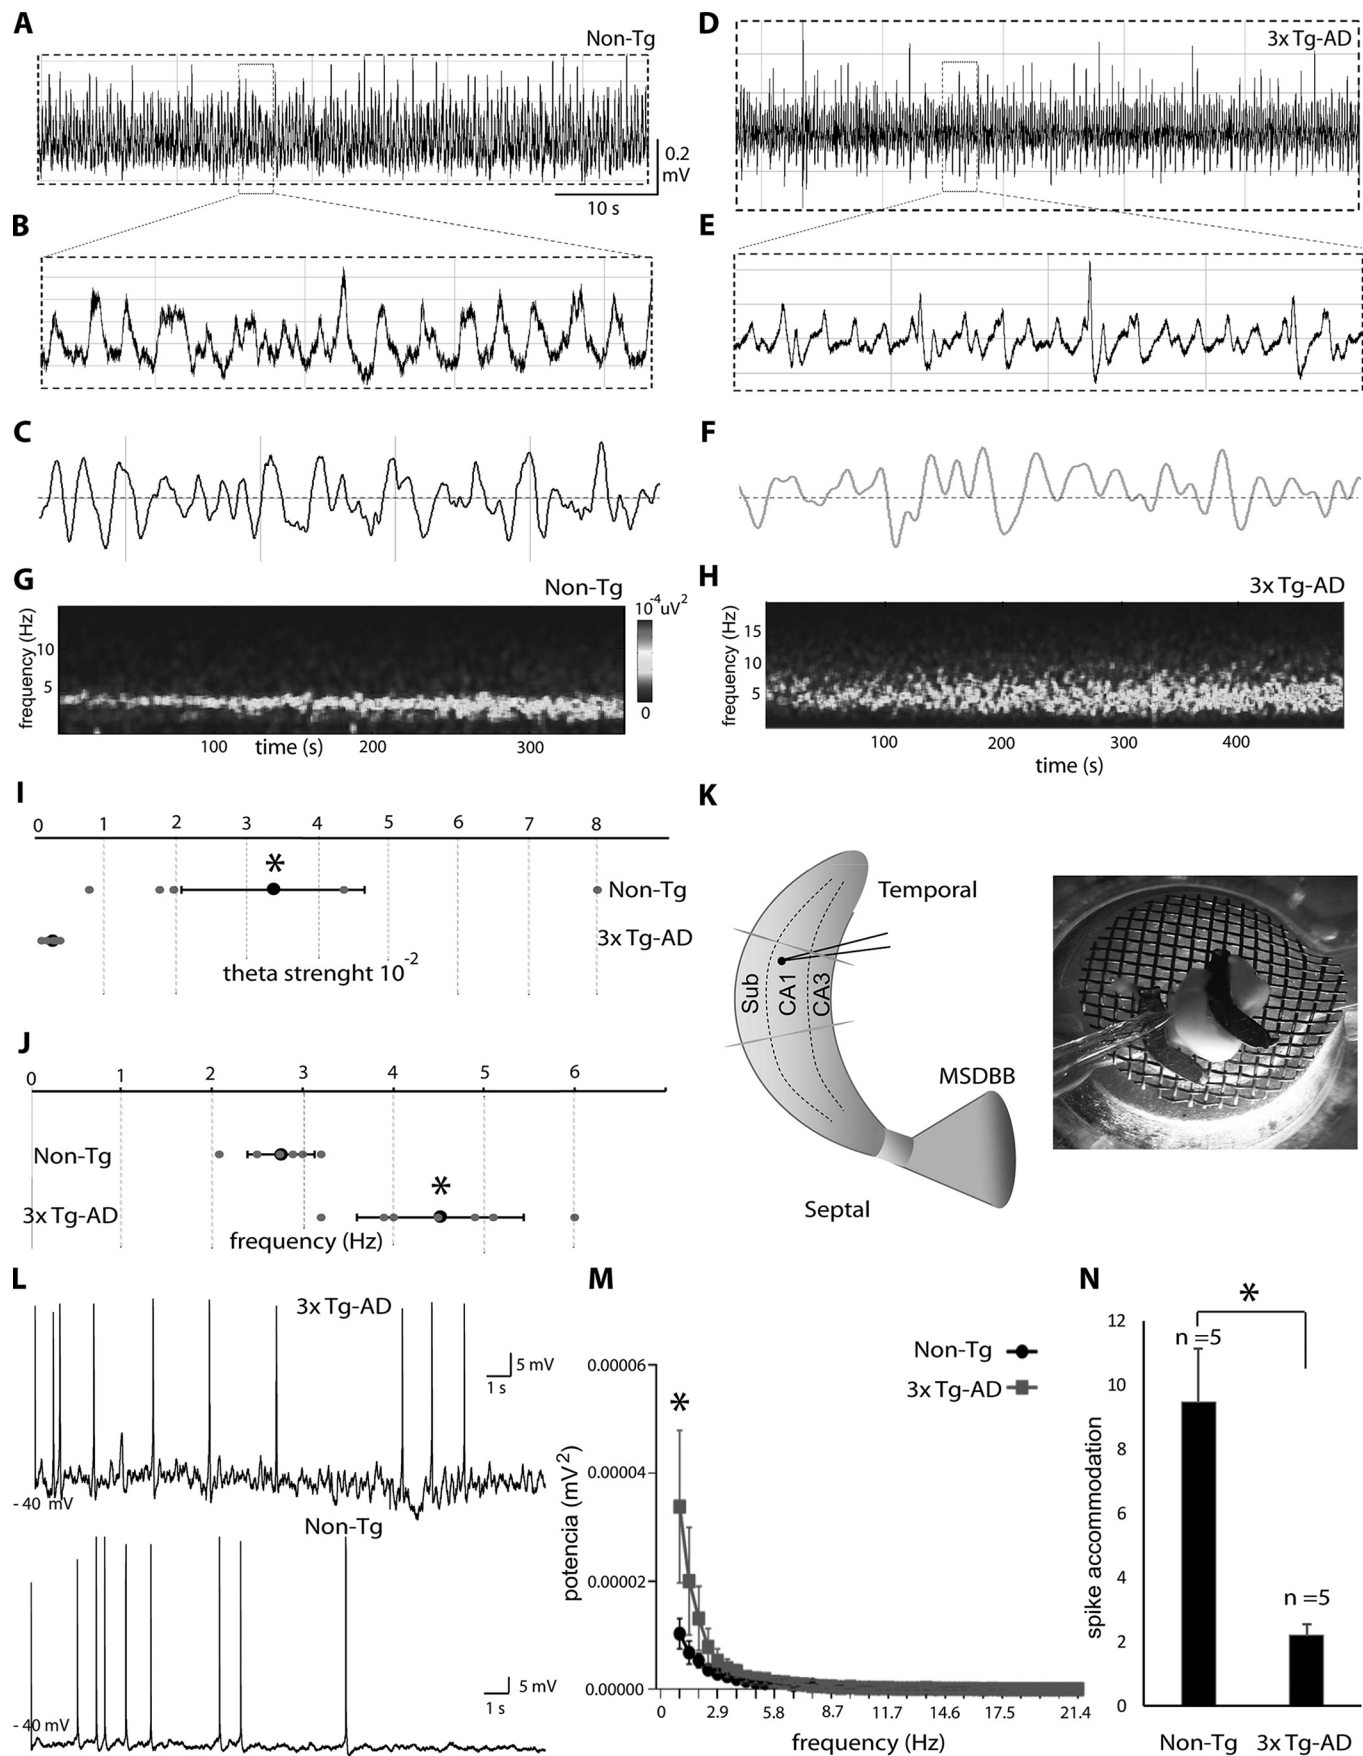 A
Non-Tg
0.2
mV
10 s
D
3x Tg-AD
B
E
C
F
G
Non-Tg
frequency (Hz)
10
5
100
200
300
time (s)
10-4uV2
0
H
3x Tg-AD
frequency (Hz)
15
10
5
100
200
300
400
time (s)
I
0 1 2 3 4 5 6 7 8
*
Non-Tg
3x Tg-AD
theta strenght 10-2
J
0 1 2 3 4 5 6
Non-Tg
*
3x Tg-AD
frequency (Hz)
K
Temporal
Sub
CA1
CA3
MSDBB
Septal
L
3x Tg-AD
5 mV
1 s
- 40 mV
Non-Tg
5 mV
1 s
- 40 mV
M
Non-Tg
3x Tg-AD
*
potencia (mV2)
0.00006
0.00004
0.00002
0.00000
0 2.9 5.8 8.7 11.7 14.6 17.5 21.4
frequency (Hz)
N
*
n =5
n =5
spike accommodation
12
10
8
6
4
2
0
Non-Tg 3x Tg-AD